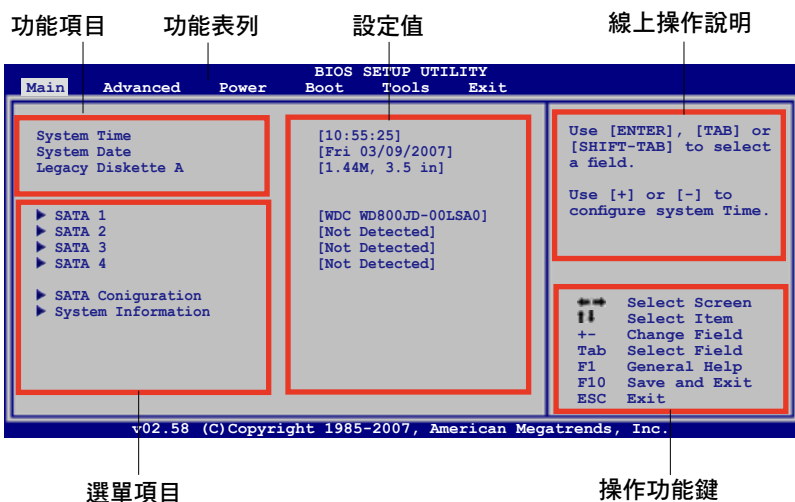 功能項目 功能表列 設定值 線上操作說明
BIOS SETUP UTILITY
Main Advanced Power Boot Tools Exit
System Time [10:55:25]
System Date [Fri 03/09/2007]
Legacy Diskette A [1.44M, 3.5 in]
SATA 1 [WDC WD800JD-00LSA0]
SATA 2 [Not Detected]
SATA 3 [Not Detected]
SATA 4 [Not Detected]
SATA Coniguration
System Information
Use [ENTER], [TAB] or
[SHIFT-TAB] to select
a field.
Use [+] or [-] to
configure system Time.
←→ Select Screen
↑↓ Select Item
+- Change Field
Tab Select Field
F1 General Help
F10 Save and Exit
ESC Exit
v02.58 (C)Copyright 1985-2007, American Megatrends, Inc.
選單項目 操作功能鍵